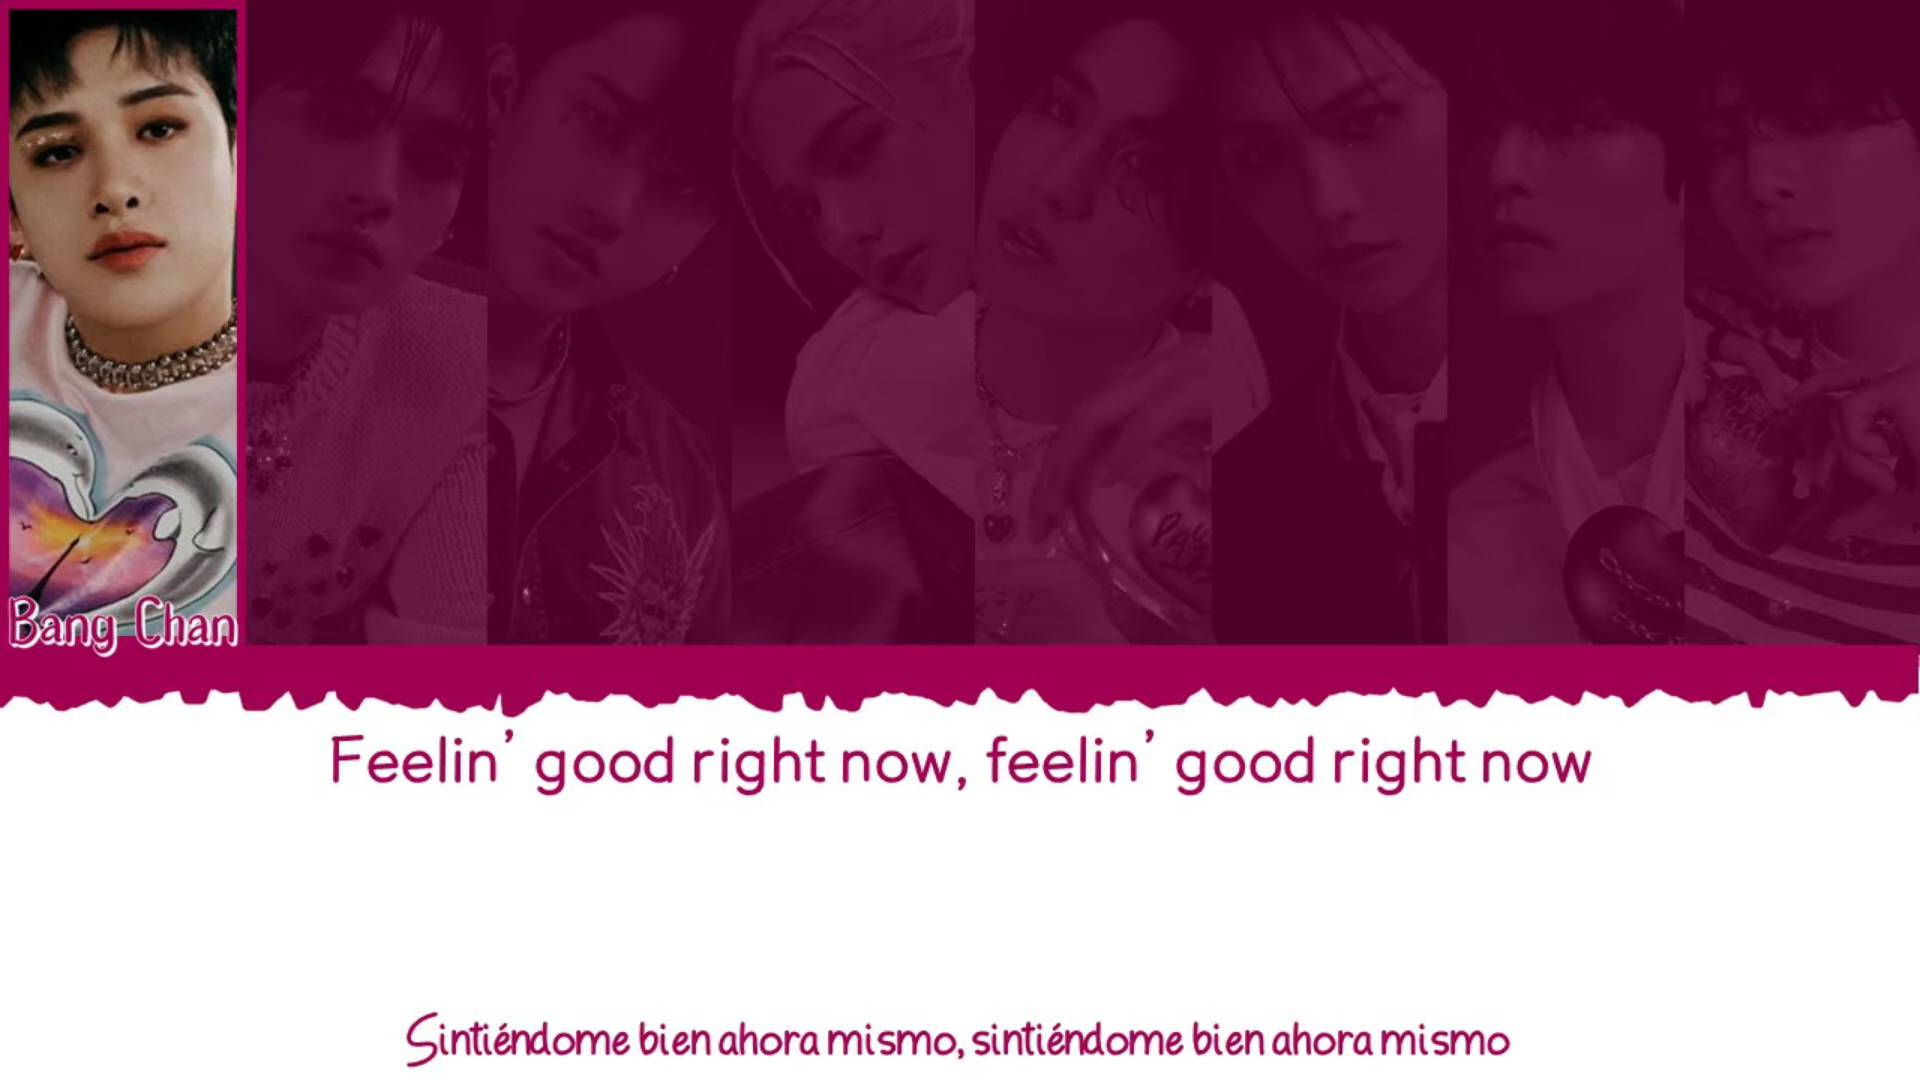 Bang Chan
Feelin’ good right now, feelin’ good right now
Sintiéndome bien ahora mismo, sintiéndome bien ahora mismo